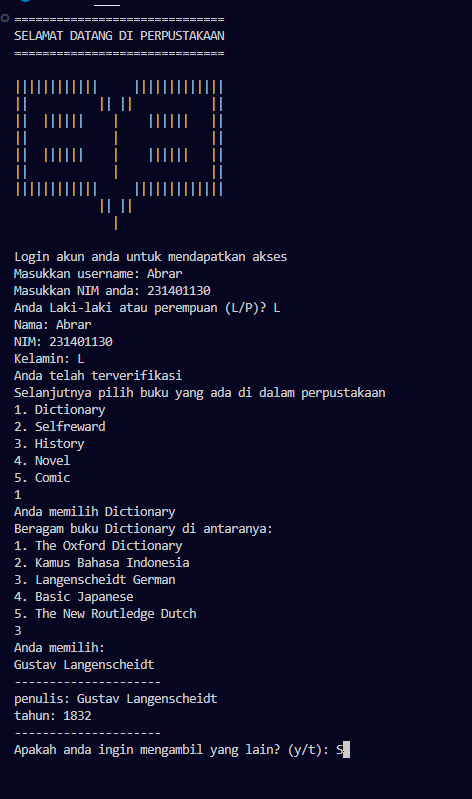 ==============================
SELAMAT DATANG DI PERPUSTAKAAN
==============================
||||||||||||     |||||||||||||
||          || ||           ||
||  ||||||    |    ||||||   ||
||            |             ||
||  ||||||    |    ||||||   ||
||            |             ||
||||||||||||     |||||||||||||
            || ||
              |
Login akun anda untuk mendapatkan akses
Masukkan username: Abrar
Masukkan NIM anda: 231401130
Anda Laki-laki atau perempuan (L/P)? L
Nama: Abrar
NIM: 231401130
Kelamin: L
Anda telah terverifikasi
Selanjutnya pilih buku yang ada di dalam perpustakaan
1. Dictionary
2. Selfreward
3. History
4. Novel
5. Comic
1
Anda memilih Dictionary
Beragam buku Dictionary di antaranya:
1. The Oxford Dictionary
2. Kamus Bahasa Indonesia
3. Langenscheidt German
4. Basic Japanese
5. The New Routledge Dutch
3
Anda memilih:
Gustav Langenscheidt
---------------------
penulis: Gustav Langenscheidt
tahun: 1832
---------------------
Apakah anda ingin mengambil yang lain? (y/t): S